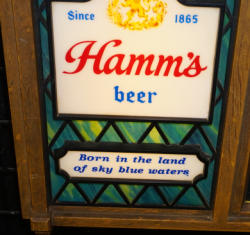 Since 1865
Hamm's
beer
Born in the land
of sky blue waters